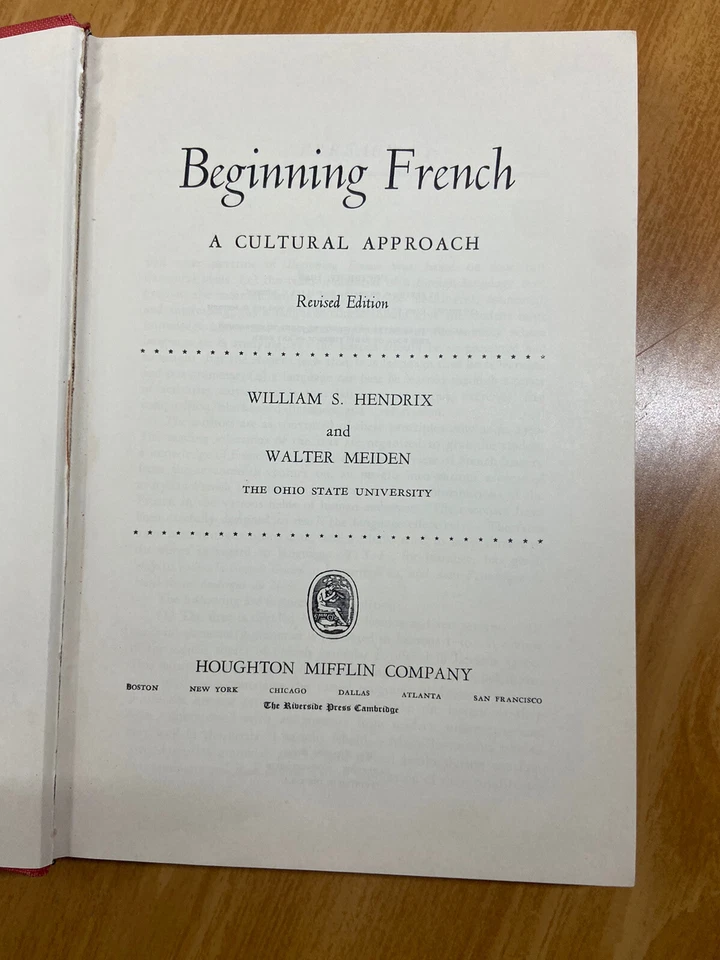 Beginning French
A CULTURAL APPROACH
Revised Edition
WILLIAM S. HENDRIX
and
WALTER MEIDEN
THE OHIO STATE UNIVERSITY
HOUGHTON MIFFLIN COMPANY
BOSTON NEW YORK CHICAGO DALLAS ATLANTA SAN FRANCISCO
The Riverside Press Cambridge